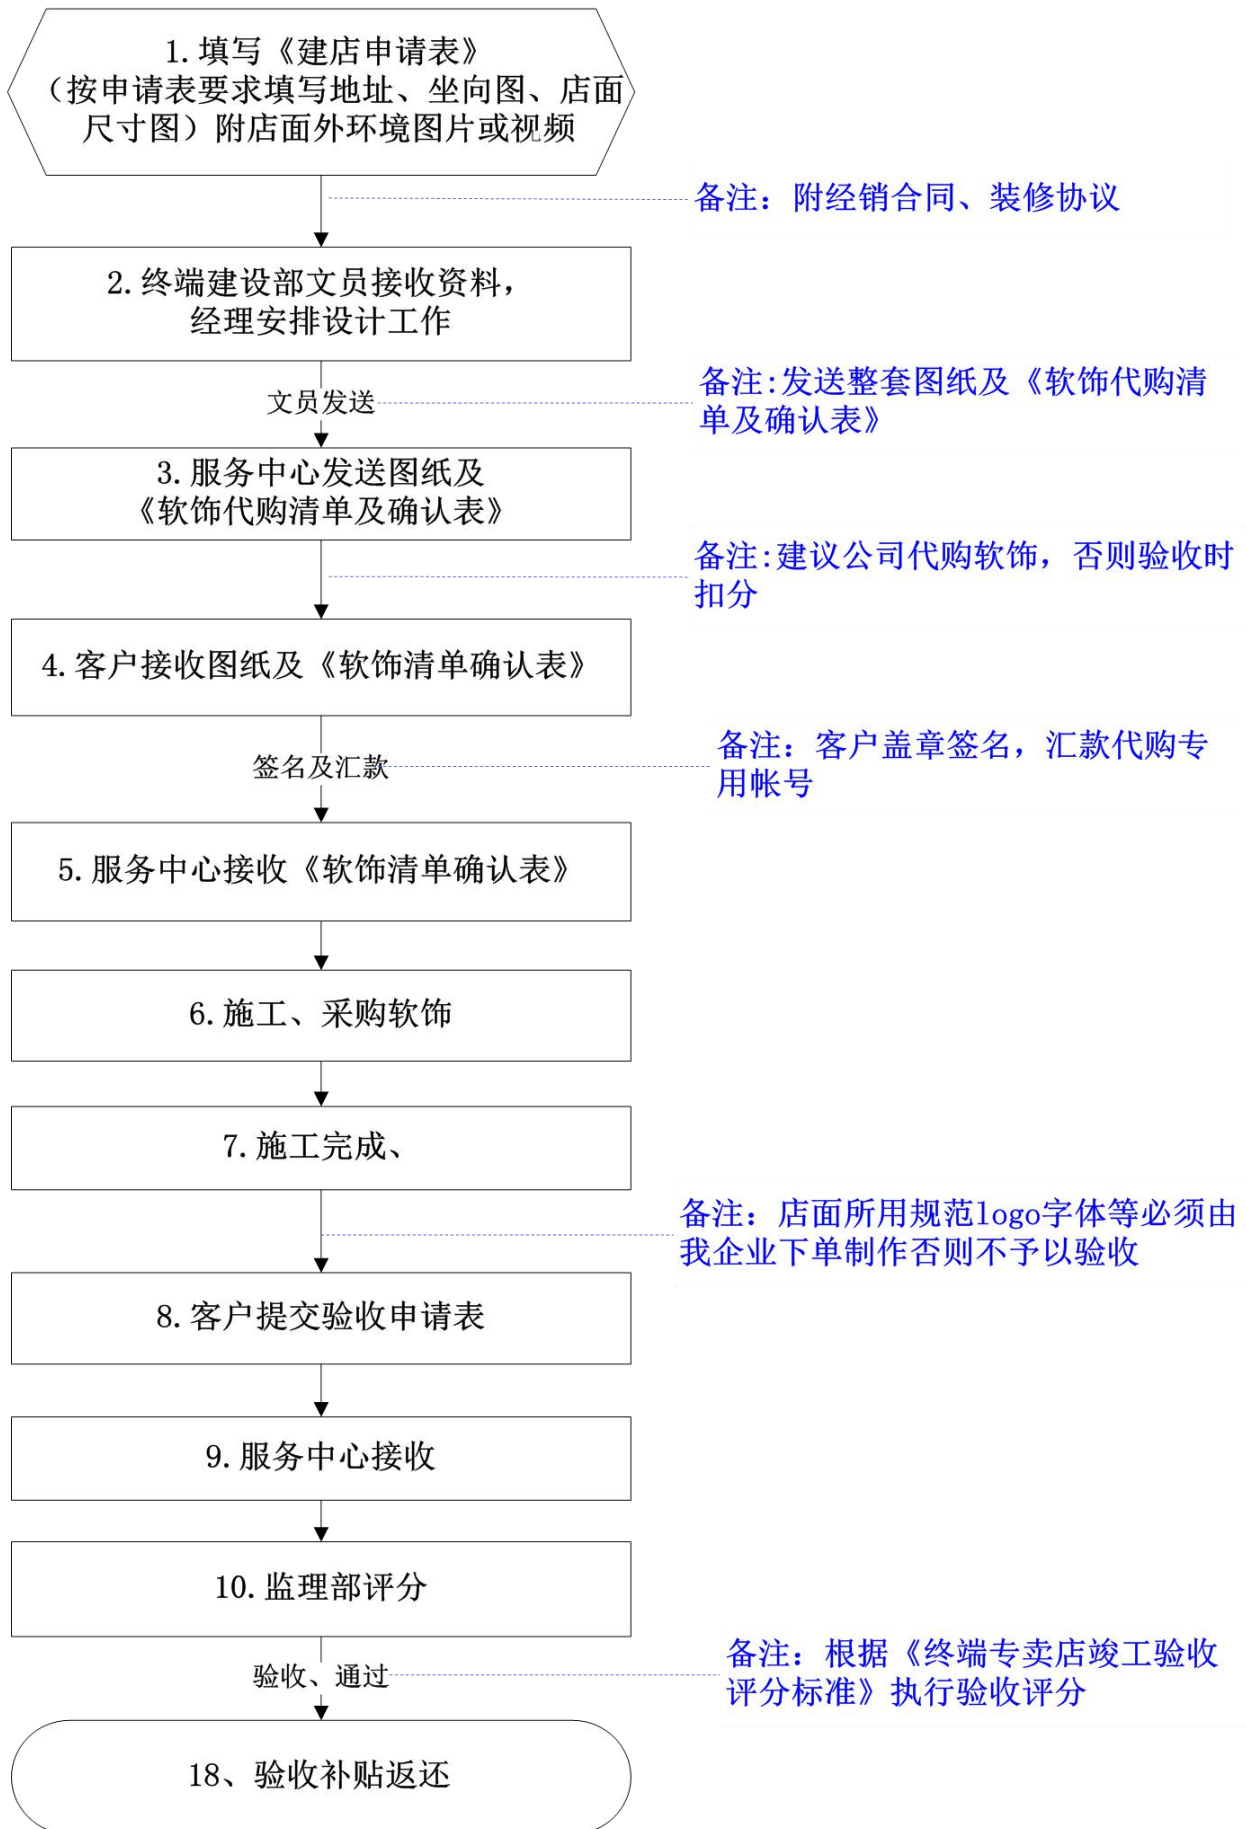 1.填写《建店申请表》
（按申请表要求填写地址、坐向图、店面
尺寸图）附店面外环境图片或视频
备注：附经销合同、装修协议
2.终端建设部文员接收资料，
经理安排设计工作
文员发送
备注:发送整套图纸及《软饰代购清
单及确认表》
3.服务中心发送图纸及
《软饰代购清单及确认表》
备注:建议公司代购软饰，否则验收时
扣分
4.客户接收图纸及《软饰清单确认表》
签名及汇款
备注：客户盖章签名，汇款代购专
用帐号
5.服务中心接收《软饰清单确认表》
6.施工、采购软饰
7.施工完成、
备注：店面所用规范logo字体等必须由
我企业下单制作否则不予以验收
8.客户提交验收申请表
9.服务中心接收
10.监理部评分
验收、通过
备注：根据《终端专卖店竣工验收
评分标准》执行验收评分
18、验收补贴返还